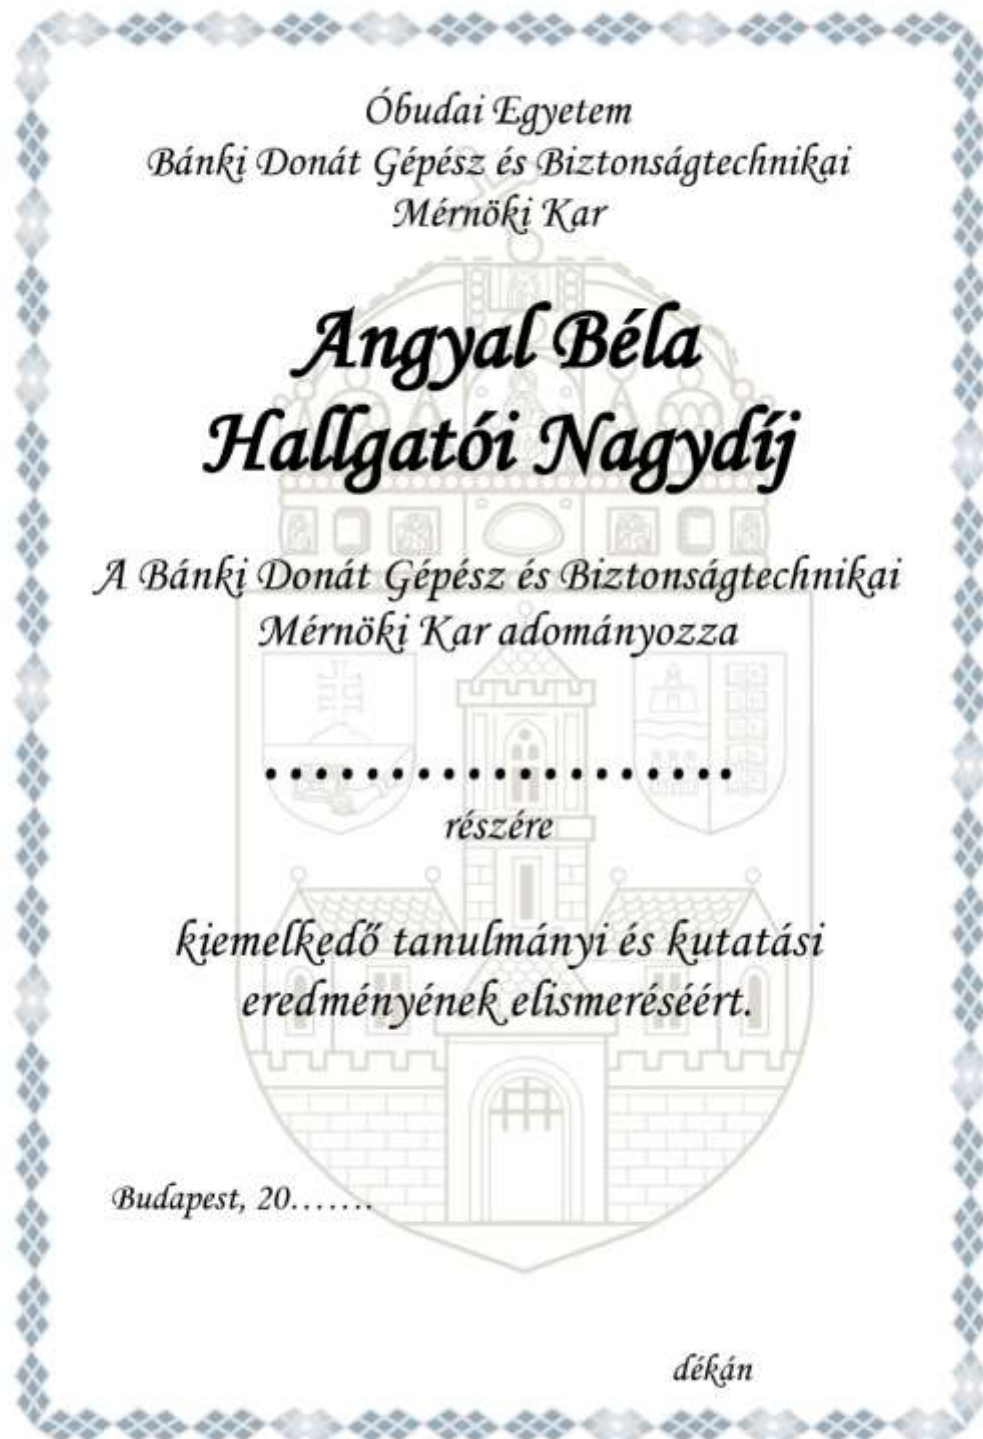 Óbudai Egyetem
Bánki Donát Gépész és Biztonságtechnikai
Mérnöki Kar
Angyal Béla
Hallgatói Nagydíj
A Bánki Donát Gépész és Biztonságtechnikai
Mérnöki Kar adományozza
...................
részére
kiemelkedő tanulmányi és kutatási
eredményének elismeréséért.
Budapest, 20…….
dékán